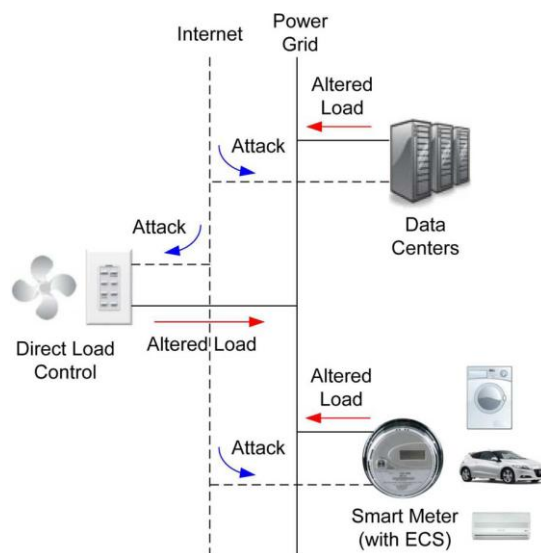 Internet
Power
Grid
Altered
Load
Attack
Attack
Data
Centers
Direct Load
Control
Altered Load
Altered
Load
Attack
Smart Meter
(with ECS)